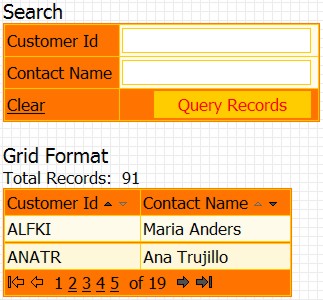 Search
Customer Id
Contact Name
Clear Query Records
Grid Format
Total Records: 91
Customer Id Contact Name
ALFKI Maria Anders
ANATR Ana Trujillo
1 2 3 4 5 of 19